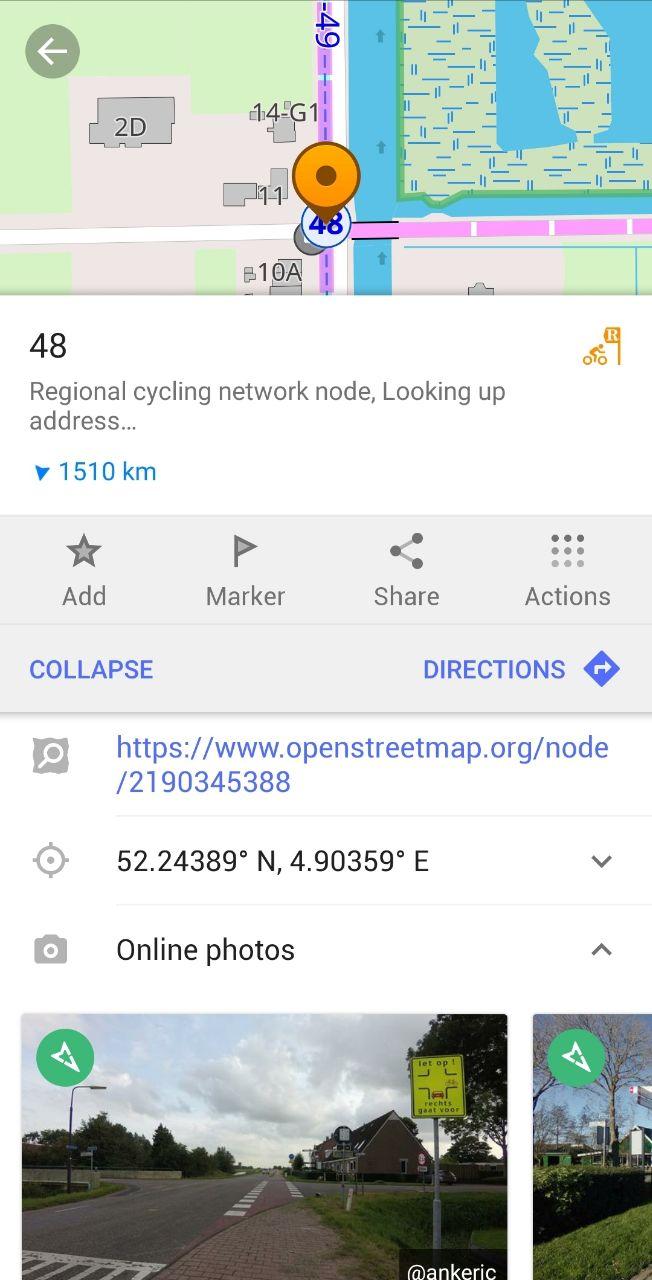 -49
2D
14-G1
11
48
10A
48
R
Regional cycling network node, Looking up
address…
1510 km
Add
Marker
Share
Actions
COLLAPSE
DIRECTIONS
https://www.openstreetmap.org/node
/2190345388
52.24389° N, 4.90359° E
Online photos
let op !
rechts
gaat voor
@ankeric